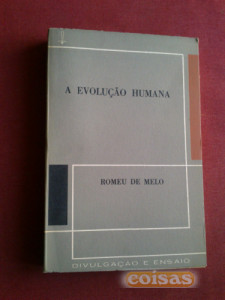 A EVOLUÇÃO HUMANA
ROMEU DE MELO
DIVULGAÇÃO E ENSAIO
coisas